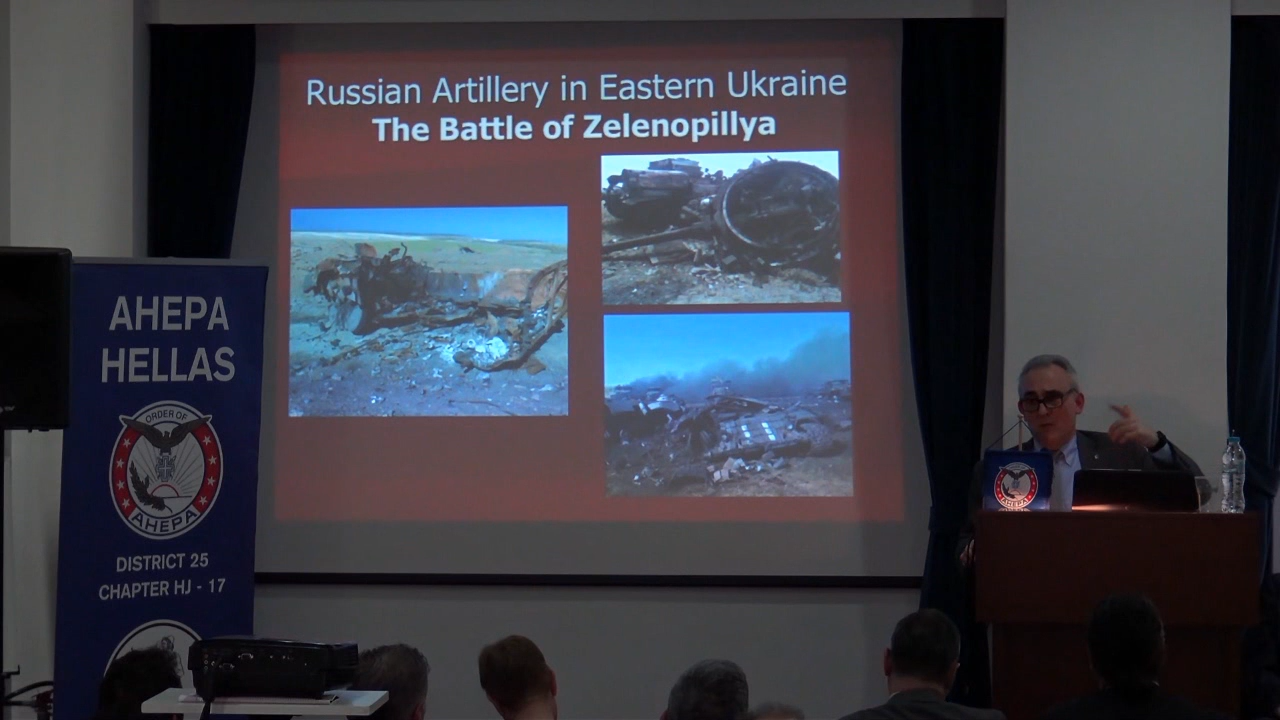 Russian Artillery in Eastern Ukraine
The Battle of Zelenopillya
AHEPA
HELLAS
ORDER OF
AHEPA
DISTRICT 25
CHAPTER HJ - 17
AHEPA